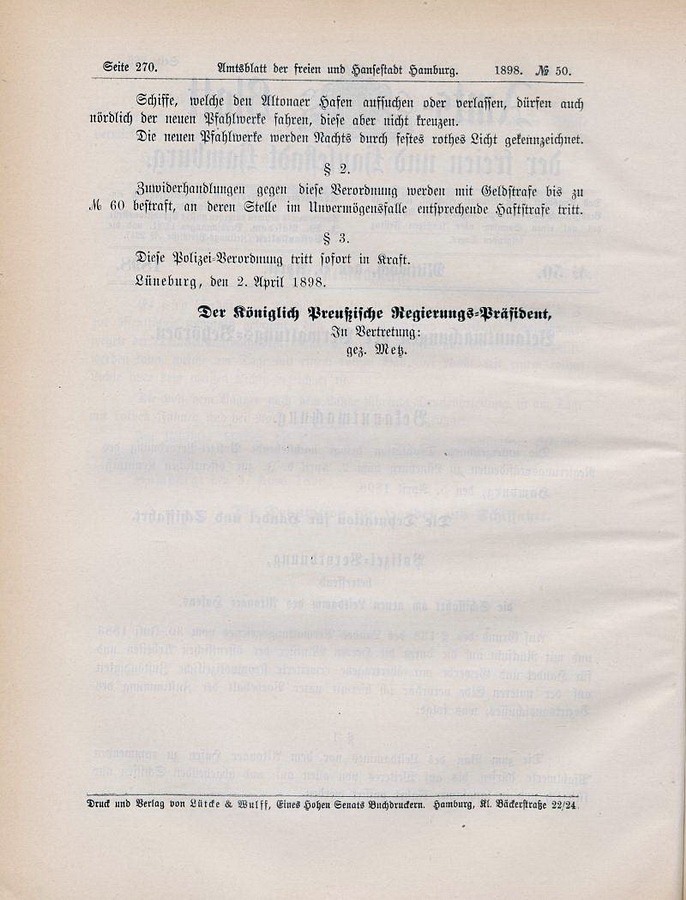 Seite 270. Amtsblatt der freien und Hansestadt Hamburg. 1898. № 50.
Schiffe, welche den Altonaer Hafen aufsuchen oder verlassen, dürfen auch
nördlich der neuen Pfahlwerke fahren, diese aber nicht kreuzen.
Die neuen Pfahlwerke werden Nachts durch festes rothes Licht gekennzeichnet.
§ 2.
Zuwiderhandlungen gegen diese Verordnung werden mit Geldstrafe bis zu
ℳ 60 bestraft, an deren Stelle im Unvermögensfalle entsprechende Haftstrafe tritt.
§ 3.
Diese Polizei-Verordnung tritt sofort in Kraft.
Lüneburg, den 2. April 1898.
Der Königlich Preußische Regierungs-Präsident,
In Vertretung:
gez. Metz.
Druck und Verlag von Lütcke & Wulff, Eines Hohen Senats Buchdruckern. Hamburg, Kl. Bäckerstraße 22/24